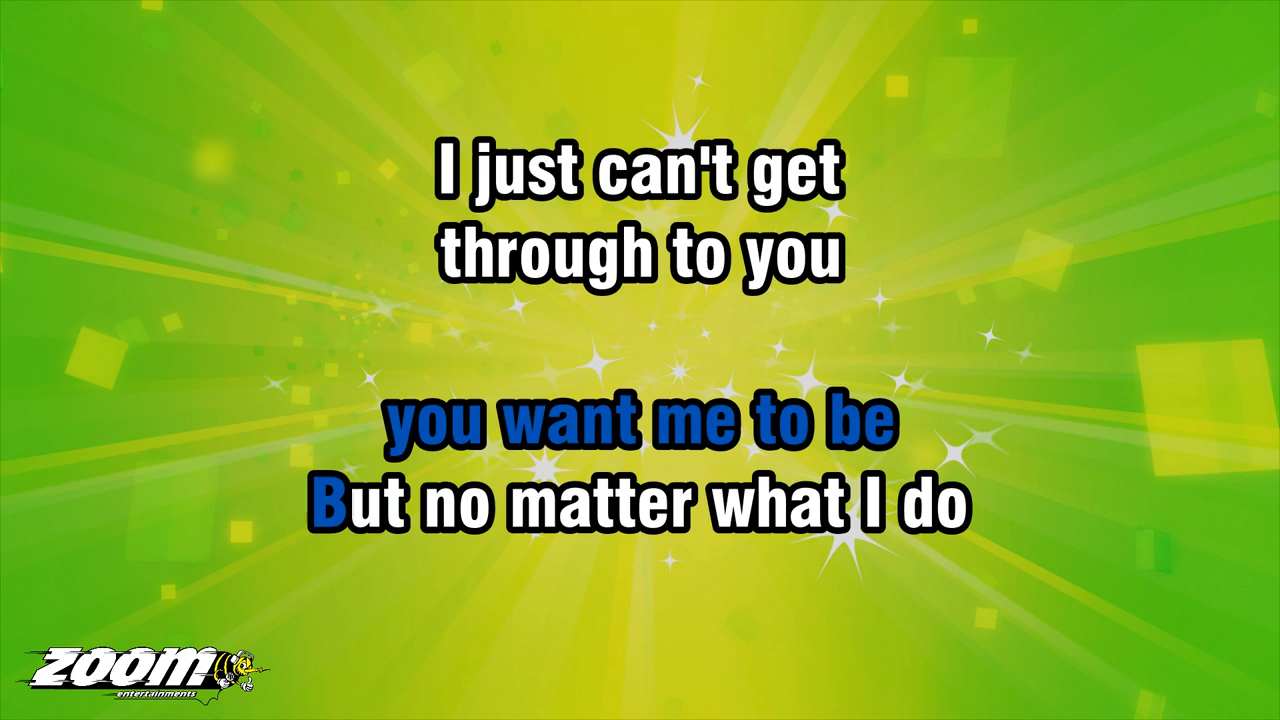 I just can't get
through to you
you want me to be
But no matter what I do
zoom
entertainments